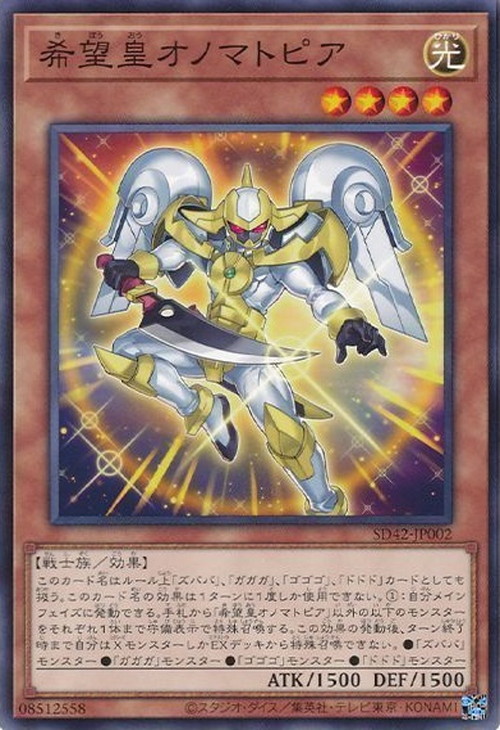 希望皇オノマトピア
光
SD42-JP002
【戦士族/効果】
このカード名はルール上「ズババ」、「ガガガ」、「ゴゴゴ」、「ドドド」カードとしても
扱う。このカード名の効果は1ターンに1度しか使用できない。①:自分メイン
フェイズに発動できる。手札から「希望皇オノマトピア」以外の以下のモンスター
をそれぞれ1体まで守備表示で特殊召喚する。この効果の発動後、ターン終了
時まで自分はXモンスターしかEXデッキから特殊召喚できない。●「ズババ」
モンスター●「ガガガ」モンスター●「ゴゴゴ」モンスター●「ドドド」モンスター
ATK/1500 DEF/1500
08512558 ©スタジオ・ダイス/集英社・テレビ東京・KONAMI